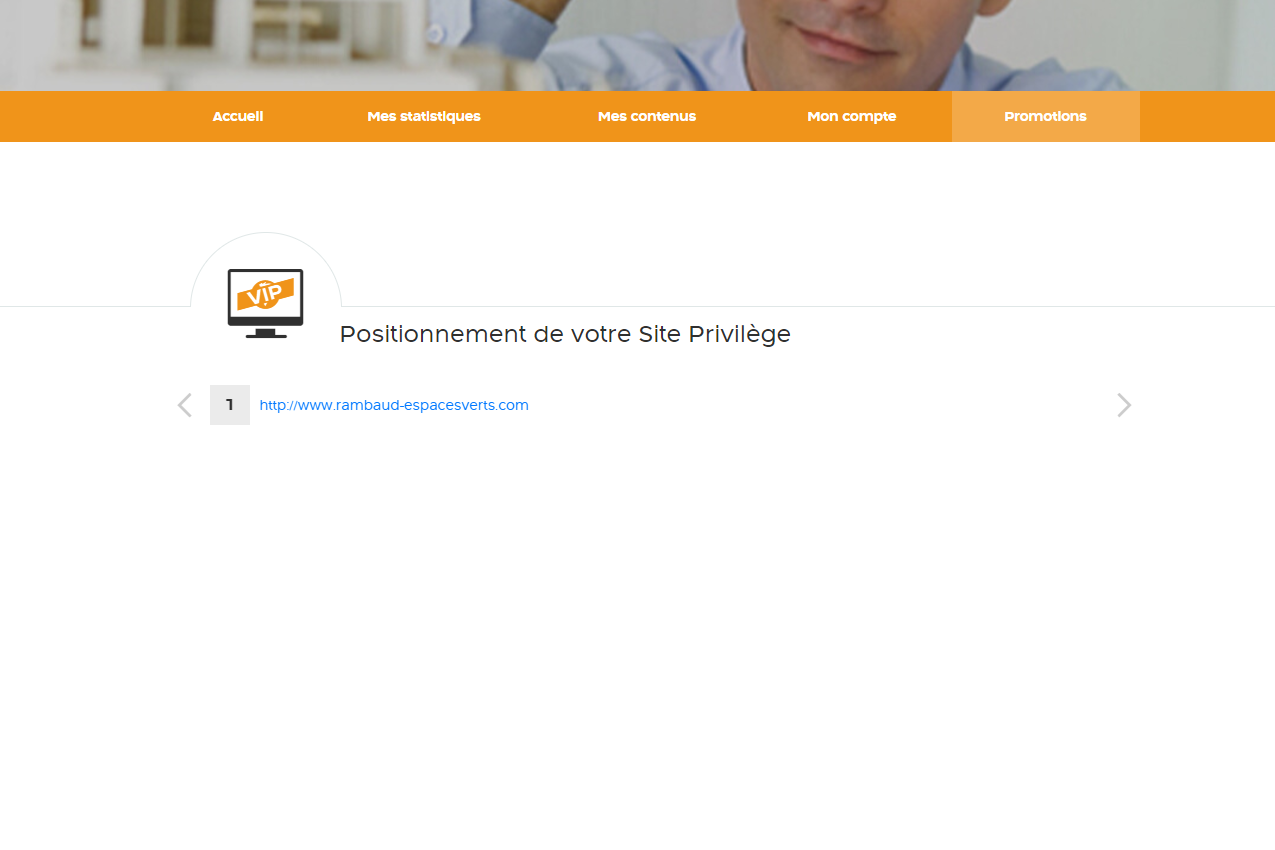 Accueil Mes statistiques Mes contenus Mon compte Promotions
VIP
Positionnement de votre Site Privilège
1 http://www.rambaud-espacesverts.com